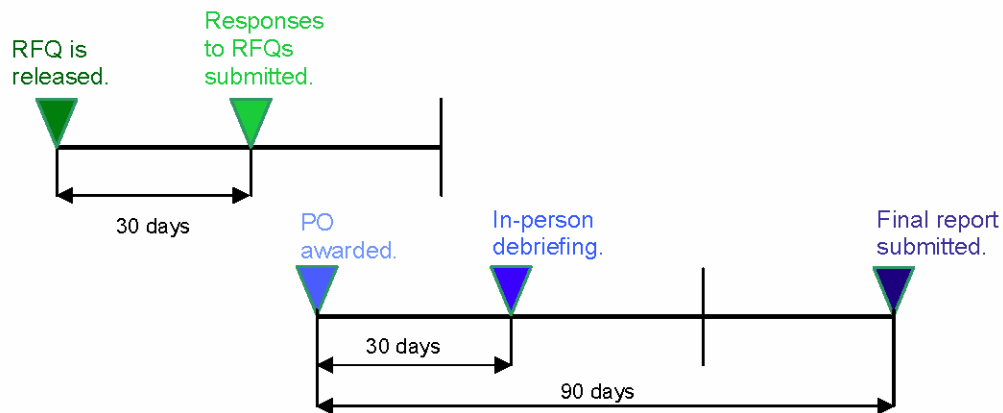 RFQ is
released.
Responses
to RFQs
submitted.
30 days
PO
awarded.
In-person
debriefing.
Final report
submitted.
30 days
90 days